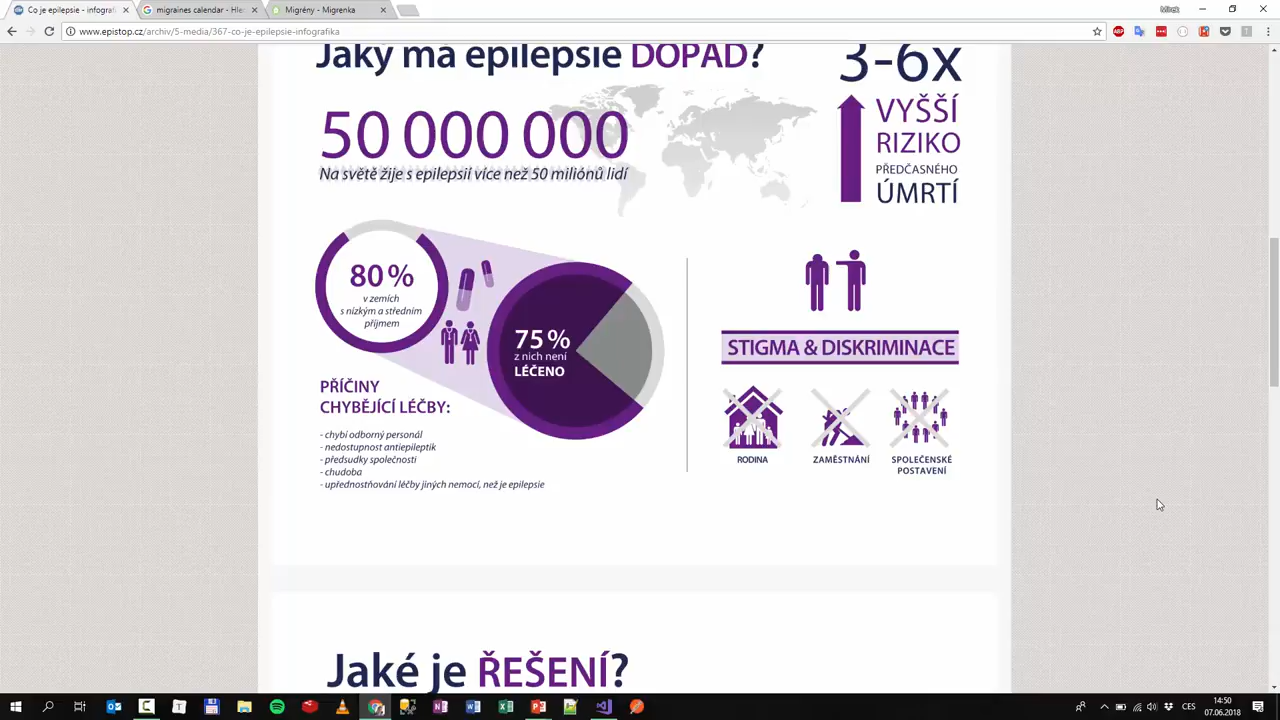 Co je epilepsie - infografi
migraines calendar - Hle
Migrény - Migrenka
Mirek
www.epistop.cz/archiv/5-media/367-co-je-epilepsie-infografika
Jaký má epilepsie DOPAD?
50 000 000
Na světě žije s epilepsií více než 50 miliónů lidí
3-6x
VYŠŠÍ
RIZIKO
PŘEDČASNÉHO
ÚMRTÍ
80 %
v zemích
s nízkým a středním
příjmem
75 %
z nich není
LÉČENO
PŘÍČINY
CHYBĚJÍCÍ LÉČBY:
- chybí odborný personál
- nedostupnost antiepileptik
- předsudky společnosti
- chudoba
- upřednostňování léčby jiných nemocí, než je epilepsie
STIGMA & DISKRIMINACE
RODINA
ZAMĚSTNÁNÍ
SPOLEČENSKÉ
POSTAVENÍ
Jaké je ŘEŠENÍ?
CES
14:50
07.06.2018